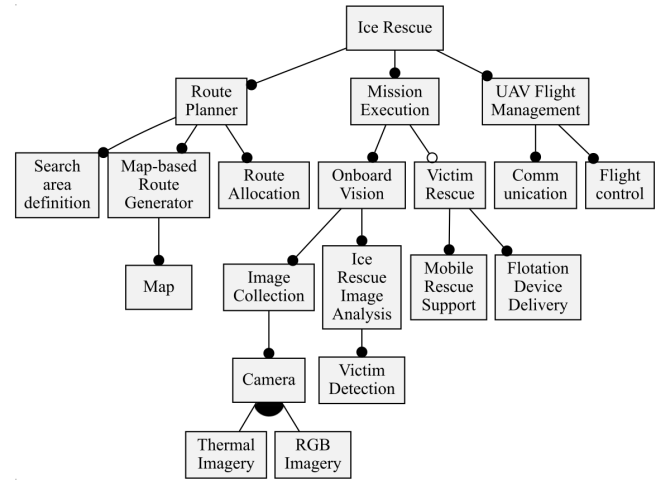 Ice Rescue
Route
Planner
Mission
Execution
UAV Flight
Management
Search
area
definition
Map-based
Route
Generator
Route
Allocation
Onboard
Vision
Victim
Rescue
Comm
unication
Flight
control
Map
Image
Collection
Ice
Rescue
Image
Analysis
Mobile
Rescue
Support
Flotation
Device
Delivery
Camera
Victim
Detection
Thermal
Imagery
RGB
Imagery